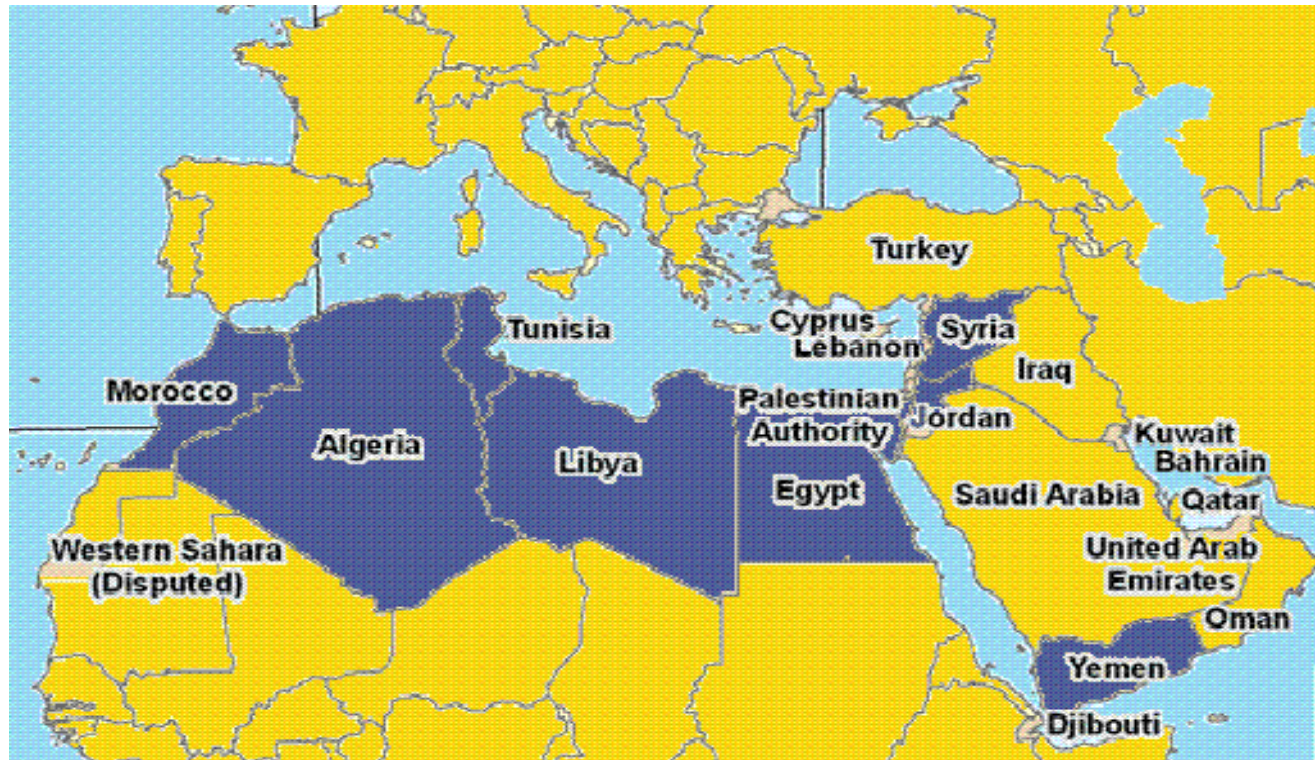 Turkey
Tunisia
Cyprus
Lebanon
Syria
Iraq
Morocco
Palestinian
Authority
Jordan
Algeria
Libya
Egypt
Kuwait
Bahrain
Saudi Arabia
Qatar
Western Sahara
(Disputed)
United Arab
Emirates
Oman
Yemen
Djibouti